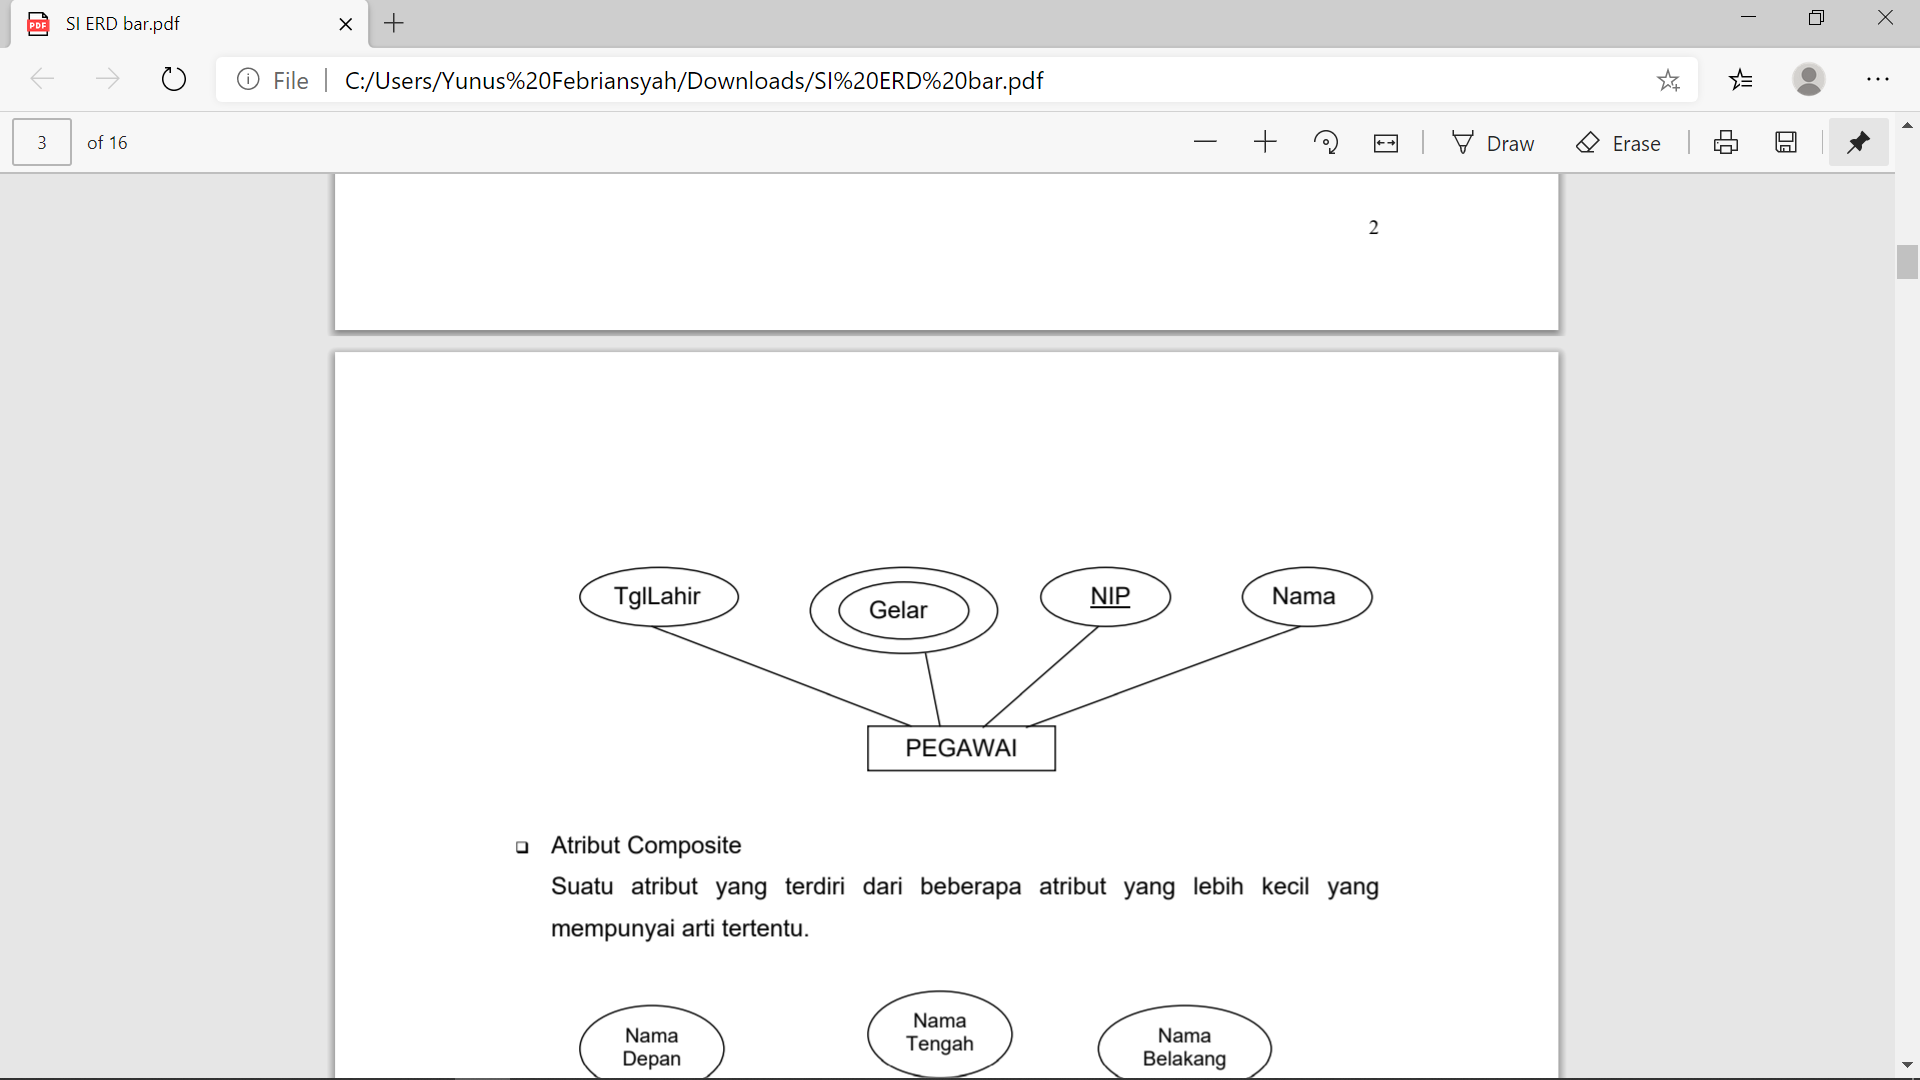 SI ERD bar.pdf
File
C:/Users/Yunus%20Febriansyah/Downloads/SI%20ERD%20bar.pdf
3 of 16
Draw
Erase
2
TglLahir
Gelar
NIP
Nama
PEGAWAI
Atribut Composite
Suatu atribut yang terdiri dari beberapa atribut yang lebih kecil yang
mempunyai arti tertentu.
Nama
Depan
Nama
Tengah
Nama
Belakang